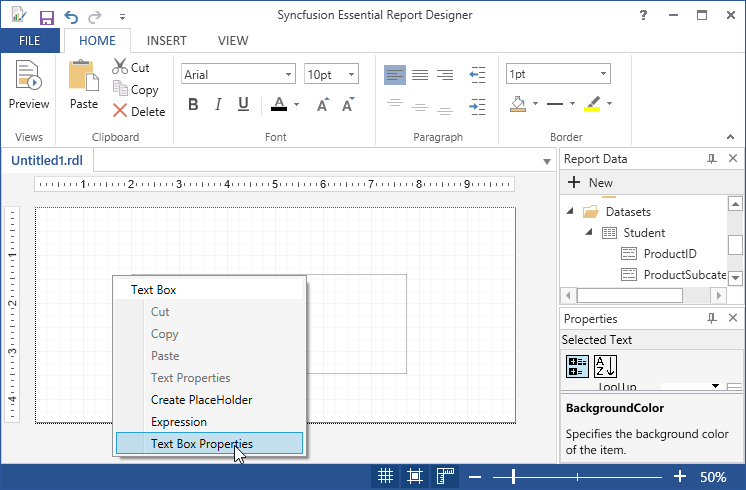 Syncfusion Essential Report Designer
?
FILE HOME INSERT VIEW
Preview
Views
Paste
Cut
Copy
Delete
Clipboard
Arial 10pt
B I U A A A
Font
Paragraph
1pt
Border
Untitled1.rdl
1 2 3 4 5 6 7 8 9
1
2
3
4
Text Box
Cut
Copy
Paste
Text Properties
Create PlaceHolder
Expression
Text Box Properties
Report Data
New
Datasets
Student
ProductID
ProductSubcate
Properties
Selected Text
A
Z
ToolTip
BackgroundColor
Specifies the background color
of the item.
50%